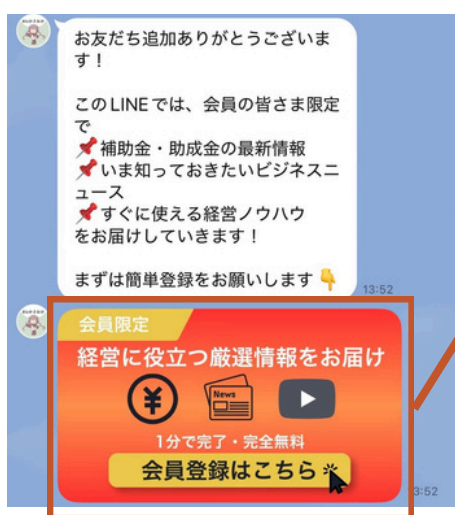 お友だち追加ありがとうございま
す！
このLINEでは、会員の皆さま限定
で
📌補助金・助成金の最新情報
📌いま知っておきたいビジネスニ
ュース
📌すぐに使える経営ノウハウ
をお届けしていきます！
まずは簡単登録をお願いします👇
13:52
会員限定
経営に役立つ厳選情報をお届け
News
1分で完了・完全無料
会員登録はこちら
3:52